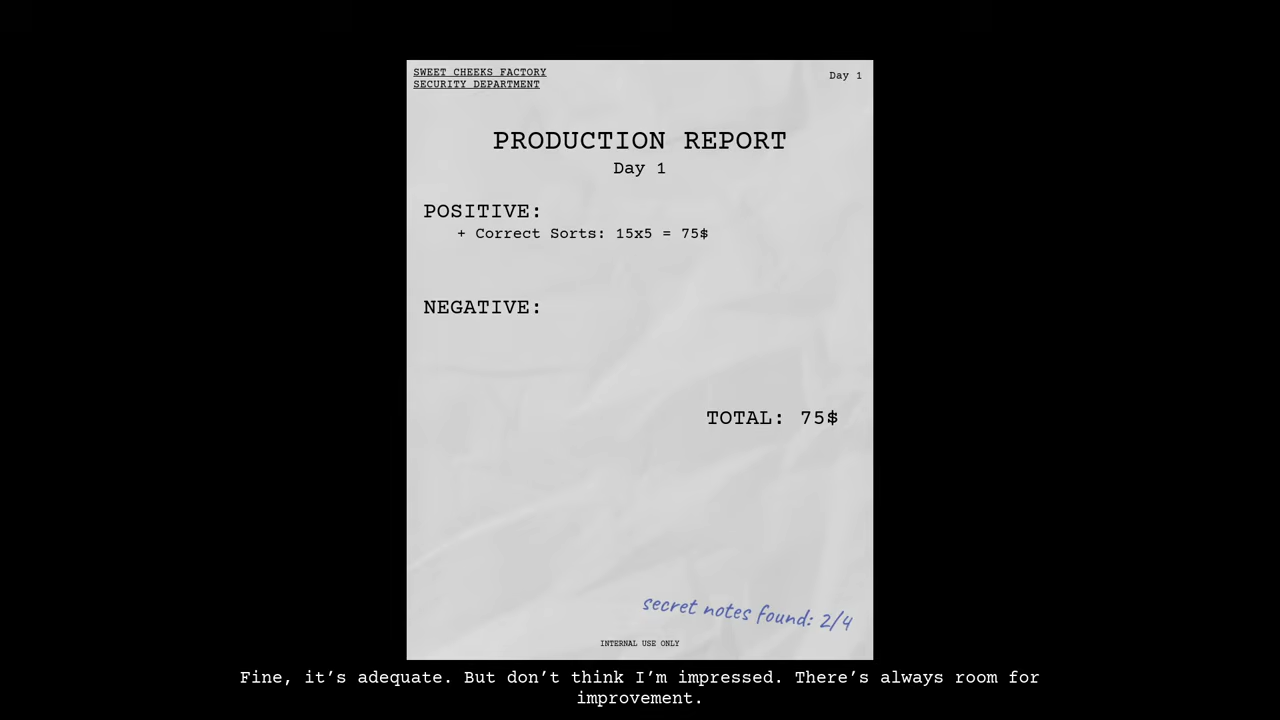 SWEET CHEEKS FACTORY
SECURITY DEPARTMENT
Day 1
PRODUCTION REPORT
Day 1
POSITIVE:
+ Correct Sorts: 15x5 = 75$
NEGATIVE:
TOTAL: 75$
secret notes found: 2/4
INTERNAL USE ONLY
Fine, it’s adequate. But don’t think I’m impressed. There’s always room for
improvement.